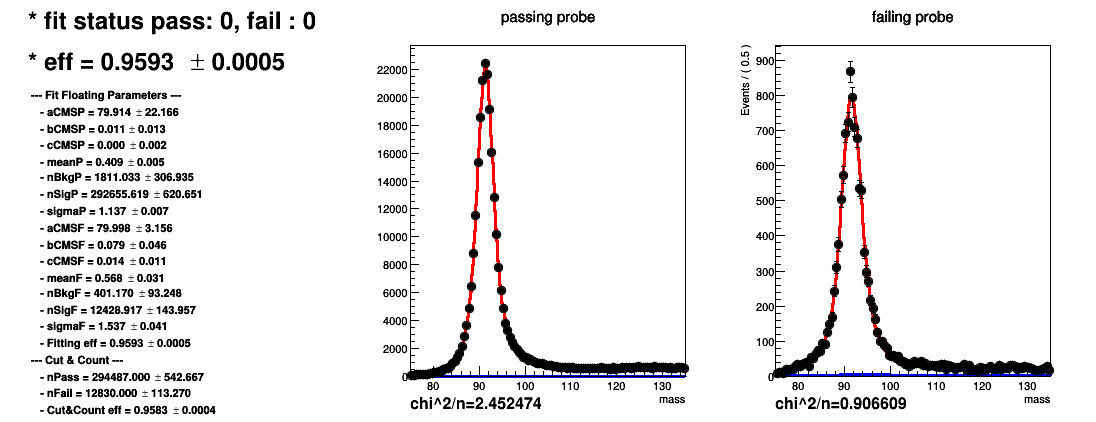 * fit status pass: 0, fail : 0
* eff = 0.9593 ± 0.0005
--- Fit Floating Parameters ---
- aCMSP = 79.914 ± 22.166
- bCMSP = 0.011 ± 0.013
- cCMSP = 0.000 ± 0.002
- meanP = 0.409 ± 0.005
- nBkgP = 1811.033 ± 306.935
- nSigP = 292655.619 ± 620.651
- sigmaP = 1.137 ± 0.007
- aCMSF = 79.998 ± 3.156
- bCMSF = 0.079 ± 0.046
- cCMSF = 0.014 ± 0.011
- meanF = 0.568 ± 0.031
- nBkgF = 401.170 ± 93.248
- nSigF = 12428.917 ± 143.957
- sigmaF = 1.537 ± 0.041
- Fitting eff = 0.9593 ± 0.0005
--- Cut & Count ---
- nPass = 294487.000 ± 542.667
- nFail = 12830.000 ± 113.270
- Cut&Count eff = 0.9583 ± 0.0004
passing probe
22000
20000
18000
16000
14000
12000
10000
8000
6000
4000
2000
0
80 90 100 110 120 130
mass
chi^2/n=2.452474
failing probe
Events / ( 0.5 )
900
800
700
600
500
400
300
200
100
0
80 90 100 110 120 130
mass
chi^2/n=0.906609